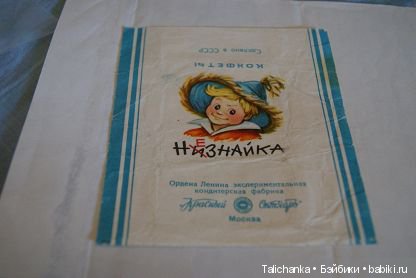 Сделано в СССР
КОНФЕТЫ
НЕЗНАЙКА
Ордена Ленина экспериментальная
кондитерская фабрика
"Красный Октябрь"
Москва
Talichanka • Бэйбики • babiki.ru